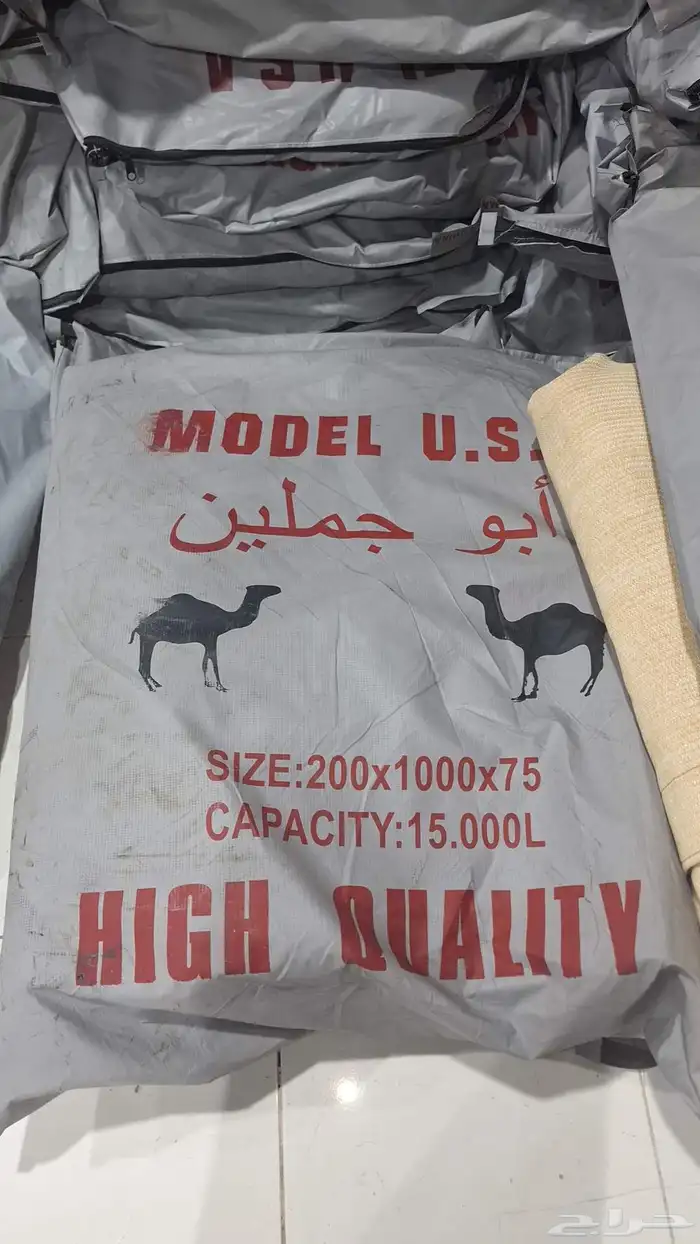 MODEL U.S.
أبو جملين
SIZE:200x1000x75
CAPACITY:15.000L
HIGH QUALITY
حراج